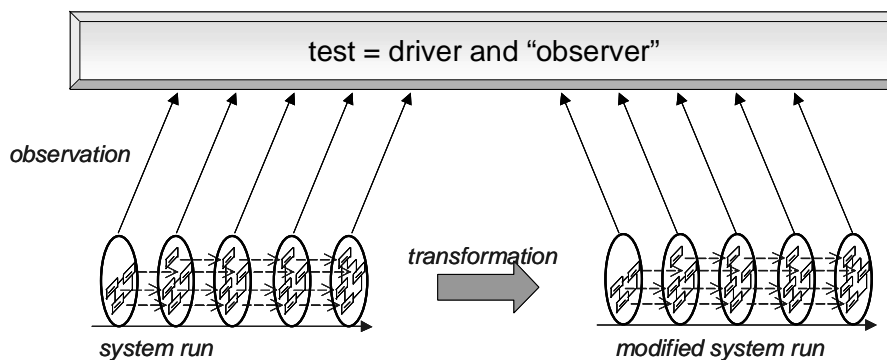 test = driver and “observer”
observation
transformation
system run
modified system run